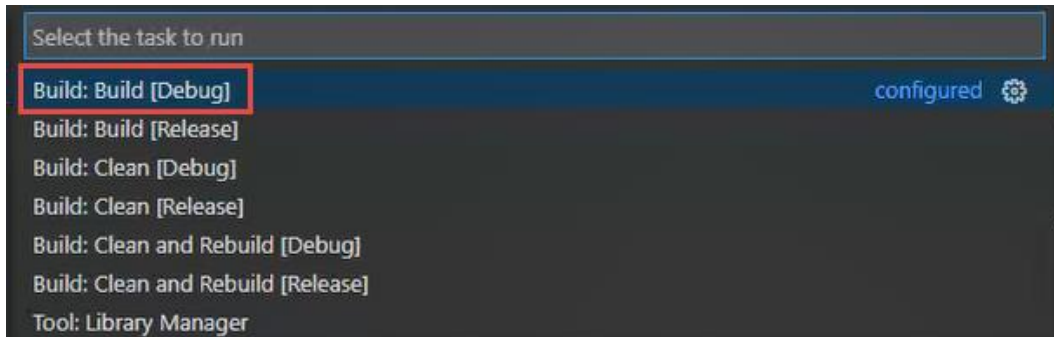 Select the task to run
Build: Build [Debug] configured
Build: Build [Release]
Build: Clean [Debug]
Build: Clean [Release]
Build: Clean and Rebuild [Debug]
Build: Clean and Rebuild [Release]
Tool: Library Manager